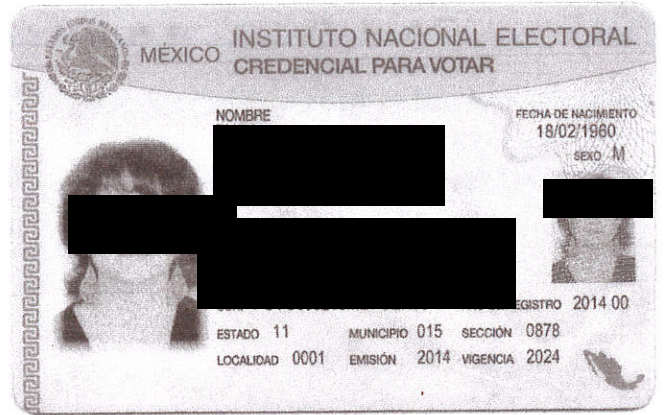 MÉXICO INSTITUTO NACIONAL ELECTORAL
CREDENCIAL PARA VOTAR
NOMBRE
FECHA DE NACIMIENTO
18/02/1960
SEXO M
2014 00
ESTADO 11 MUNICIPIO 015 SECCIÓN 0878
LOCALIDAD 0001 EMISIÓN 2014 VIGENCIA 2024